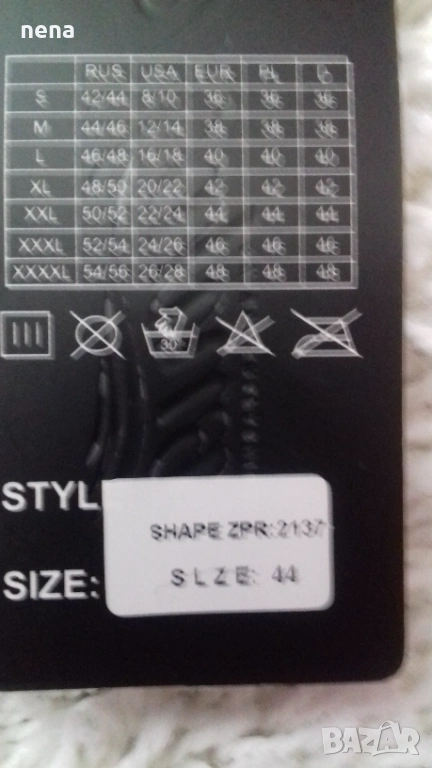 nena
RUS USA EUR PL D
S 42/44 8/10 36 36 36
M 44/46 12/14 38 38 38
L 46/48 16/18 40 40 40
XL 48/50 20/22 42 42 42
XXL 50/52 22/24 44 44 44
XXXL 52/54 24/26 46 46 46
XXXXL 54/56 26/28 48 48 48
30
STYL
SHAPE ZPR:2137
SIZE:
SLZE: 44
BAZAR